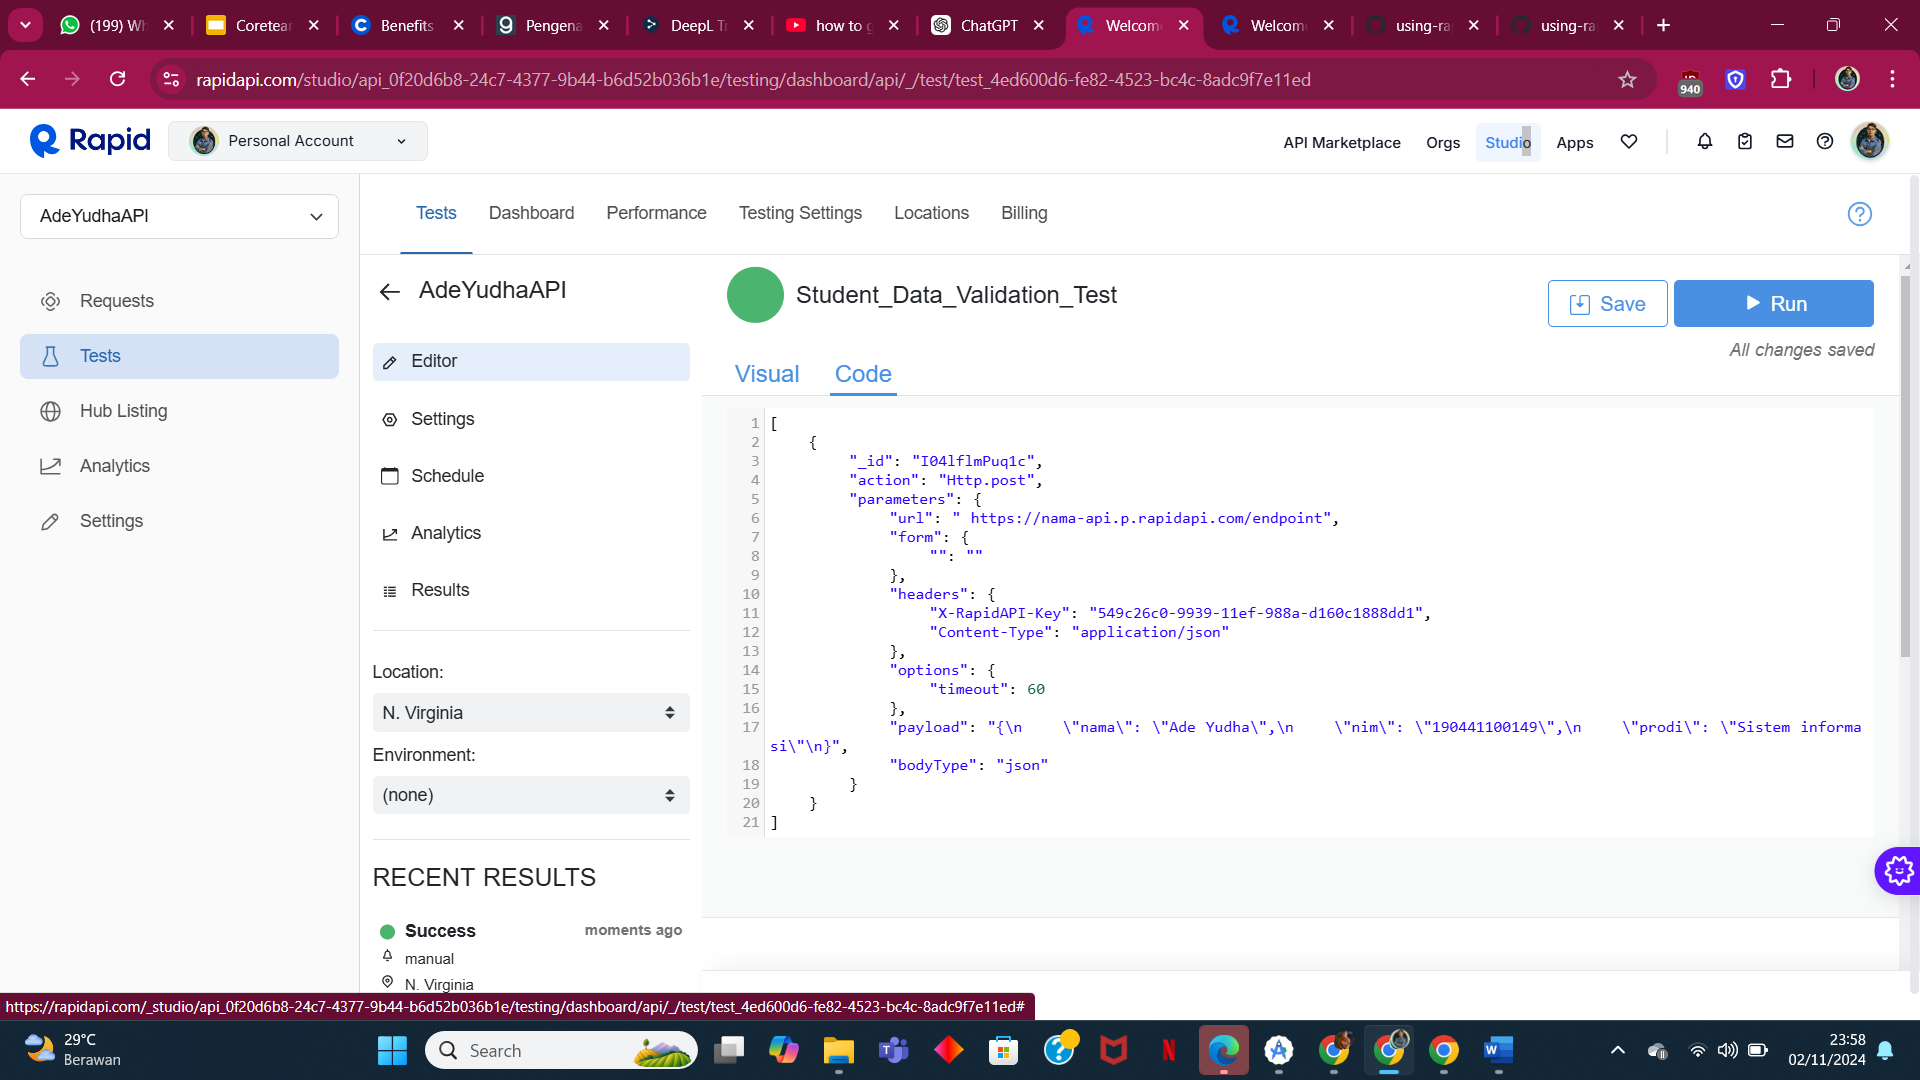 (199) Wh
Coretear
Benefits
Pengena
DeepL Tr
how to g
ChatGPT
Welcome
Welcome
using-ra
using-ra
rapidapi.com/studio/api_0f20d6b8-24c7-4377-9b44-b6d52b036b1e/testing/dashboard/api/_/test/test_4ed600d6-fe82-4523-bc4c-8adc9f7e11ed
940
Rapid
Personal Account
API Marketplace
Orgs
Studio
Apps
AdeYudhaAPI
Tests
Dashboard
Performance
Testing Settings
Locations
Billing
Requests
Tests
Hub Listing
Analytics
Settings
AdeYudhaAPI
Editor
Settings
Schedule
Analytics
Results
Location:
N. Virginia
Environment:
(none)
RECENT RESULTS
Success
moments ago
manual
N. Virginia
Student_Data_Validation_Test
Save
Run
All changes saved
Visual
Code
1 [
2 {
3 "_id": "I04lflmPuq1c",
4 "action": "Http.post",
5 "parameters": {
6 "url": " https://nama-api.p.rapidapi.com/endpoint",
7 "form": {
8 "": ""
9 },
10 "headers": {
11 "X-RapidAPI-Key": "549c26c0-9939-11ef-988a-d160c1888dd1",
12 "Content-Type": "application/json"
13 },
14 "options": {
15 "timeout": 60
16 },
17 "payload": "{\n    \"nama\": \"Ade Yudha\",\n    \"nim\": \"190441100149\",\n    \"prodi\": \"Sistem informa
si\"\n}",
18 "bodyType": "json"
19 }
20 }
21 ]
https://rapidapi.com/_studio/api_0f20d6b8-24c7-4377-9b44-b6d52b036b1e/testing/dashboard/api/_/test/test_4ed600d6-fe82-4523-bc4c-8adc9f7e11ed#
29°C
Berawan
Search
23:58
02/11/2024